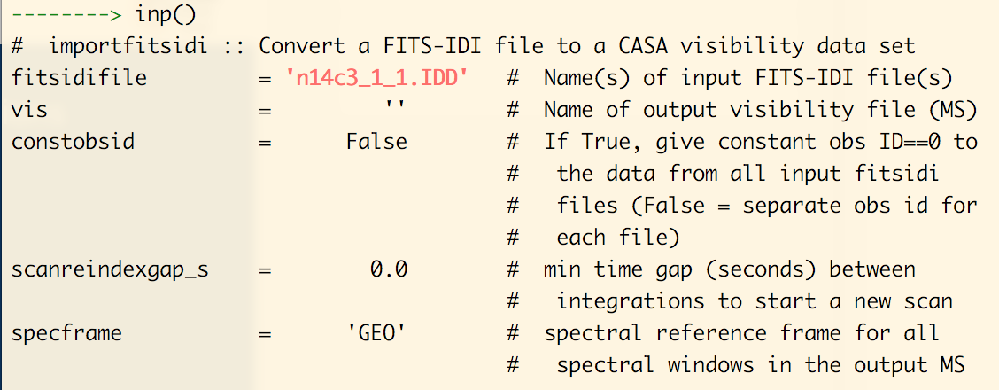 --------> inp()
#  importfitsidi :: Convert a FITS-IDI file to a CASA visibility data set
fitsidifile         = 'n14c3_1_1.IDD'   #  Name(s) of input FITS-IDI file(s)
vis                 =         ''        #  Name of output visibility file (MS)
constobsid          =      False        #  If True, give constant obs ID==0 to
                                        #   the data from all input fitsidi
                                        #   files (False = separate obs id for
                                        #   each file)
scanreindexgap_s    =        0.0        #  min time gap (seconds) between
                                        #   integrations to start a new scan
specframe           =      'GEO'        #  spectral reference frame for all
                                        #   spectral windows in the output MS